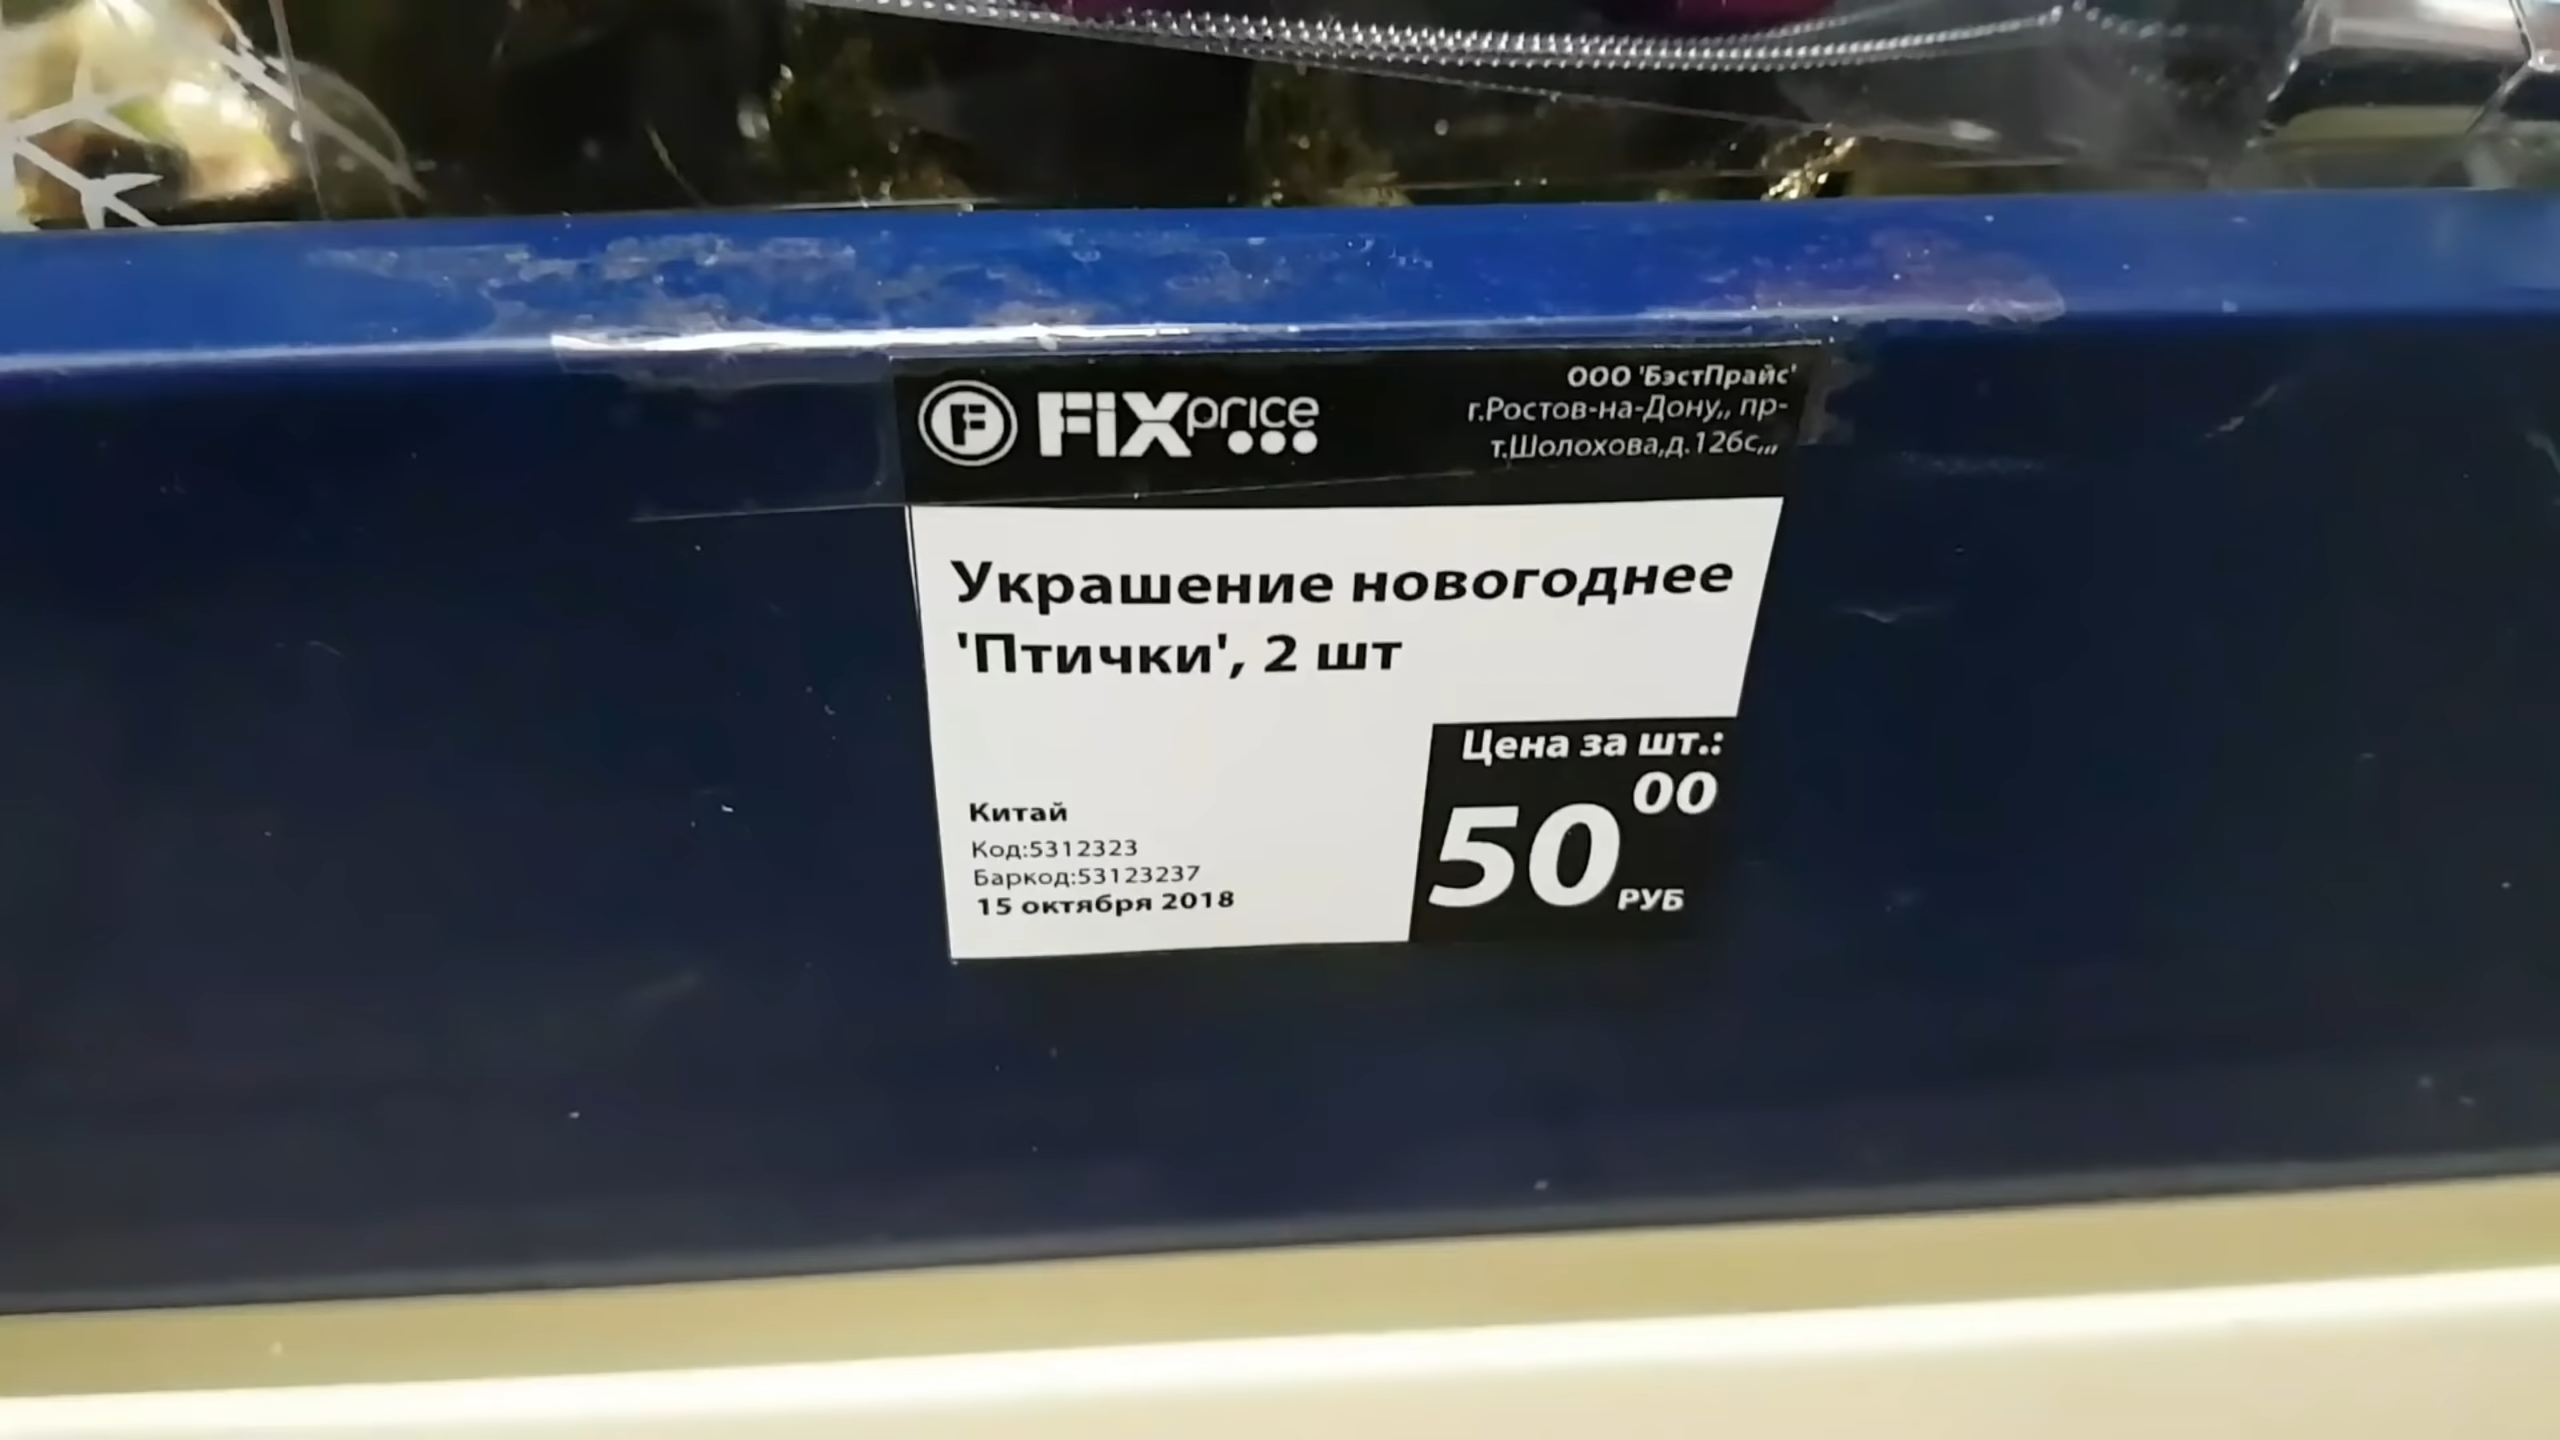 F FiXprice
ООО 'БэстПрайс'
г.Ростов-на-Дону,, пр-
т.Шолохова,д.126с,,,
Украшение новогоднее
'Птички', 2 шт
Китай
Код:5312323
Баркод:53123237
15 октября 2018
Цена за шт.:
50 00
РУБ